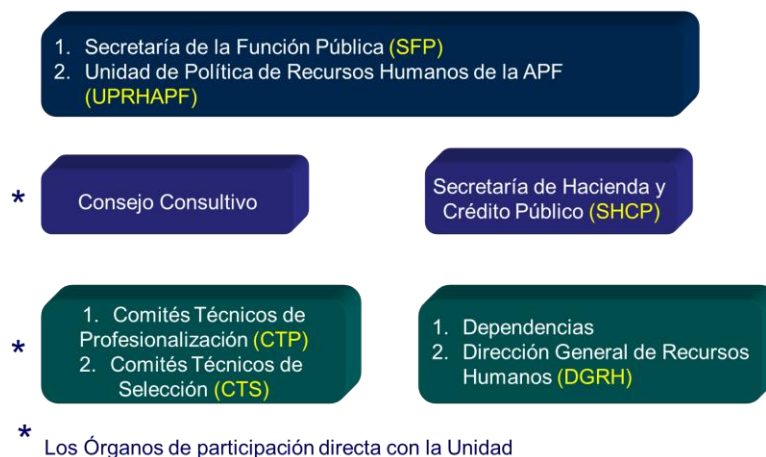 1. Secretaría de la Función Pública (SFP)
2. Unidad de Política de Recursos Humanos de la APF
(UPRHAPF)
* Consejo Consultivo
Secretaría de Hacienda y
Crédito Público (SHCP)
* 1. Comités Técnicos de
Profesionalización (CTP)
2. Comités Técnicos de
Selección (CTS)
1. Dependencias
2. Dirección General de Recursos
Humanos (DGRH)
* Los Órganos de participación directa con la Unidad